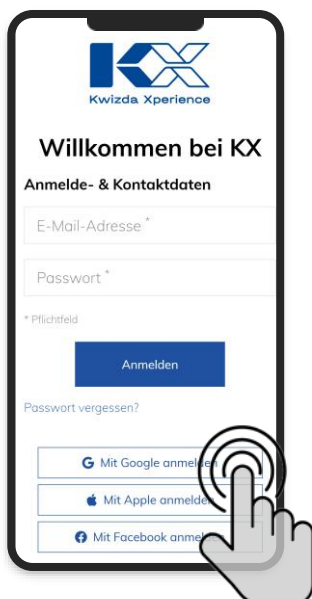 KX
Kwizda Xperience
Willkommen bei KX
Anmelde- & Kontaktdaten
E-Mail-Adresse *
Passwort *
* Pflichtfeld
Anmelden
Passwort vergessen?
Mit Google anmelden
Mit Apple anmelden
Mit Facebook anmel